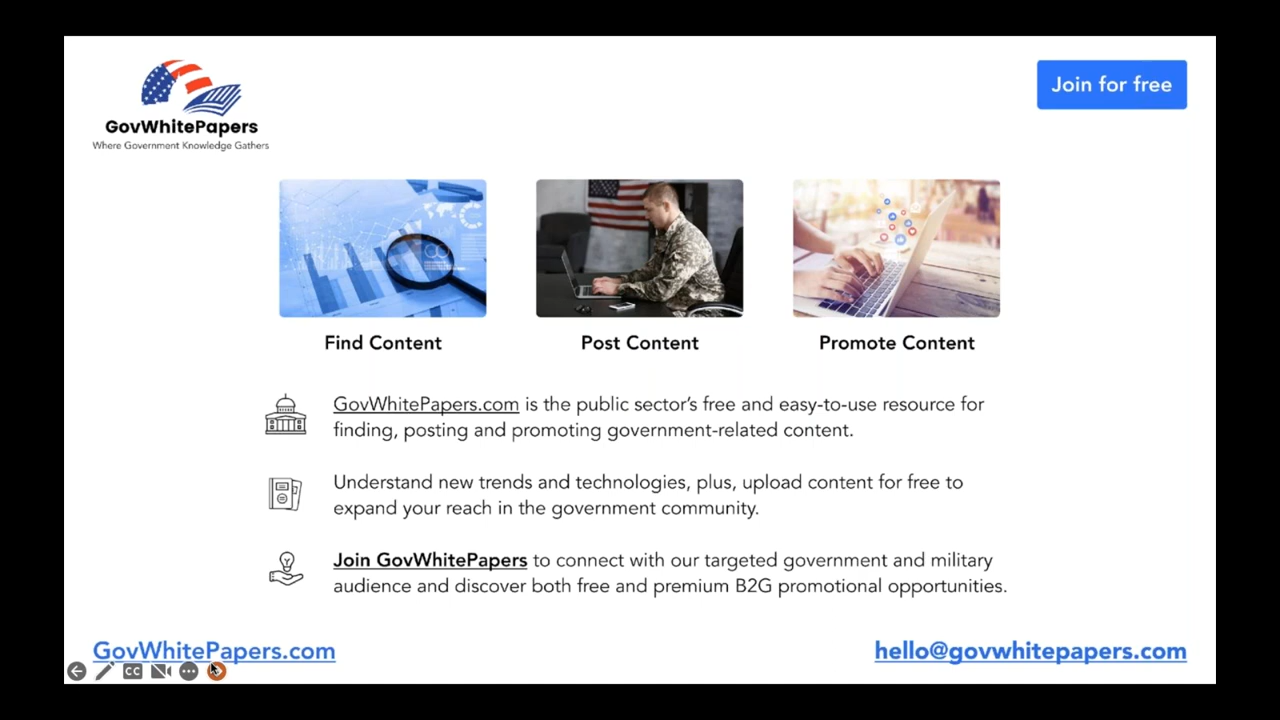 GovWhitePapers
Where Government Knowledge Gathers
Join for free
Find Content
Post Content
Promote Content
GovWhitePapers.com is the public sector’s free and easy-to-use resource for
finding, posting and promoting government-related content.
Understand new trends and technologies, plus, upload content for free to
expand your reach in the government community.
Join GovWhitePapers to connect with our targeted government and military
audience and discover both free and premium B2G promotional opportunities.
GovWhitePapers.com
hello@govwhitepapers.com
CC